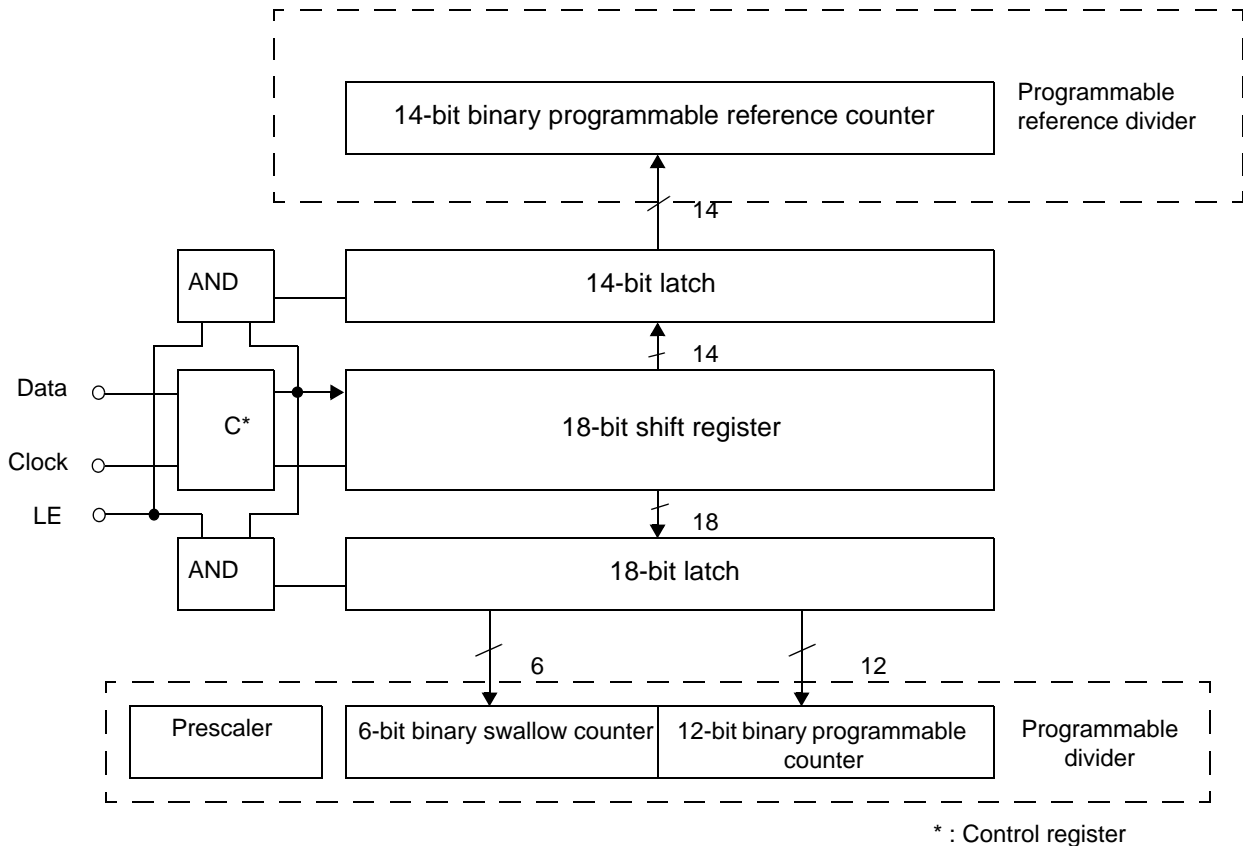 14-bit binary programmable reference counter
Programmable
reference divider
14
AND
14-bit latch
14
Data
C*
18-bit shift register
Clock
LE
18
AND
18-bit latch
6
12
Prescaler
6-bit binary swallow counter
12-bit binary programmable
counter
Programmable
divider
* : Control register